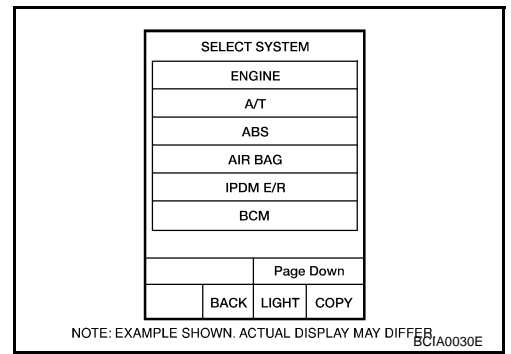 SELECT SYSTEM
ENGINE
A/T
ABS
AIR BAG
IPDM E/R
BCM
Page Down
BACK LIGHT COPY
NOTE: EXAMPLE SHOWN. ACTUAL DISPLAY MAY DIFFER.
BCIA0030E